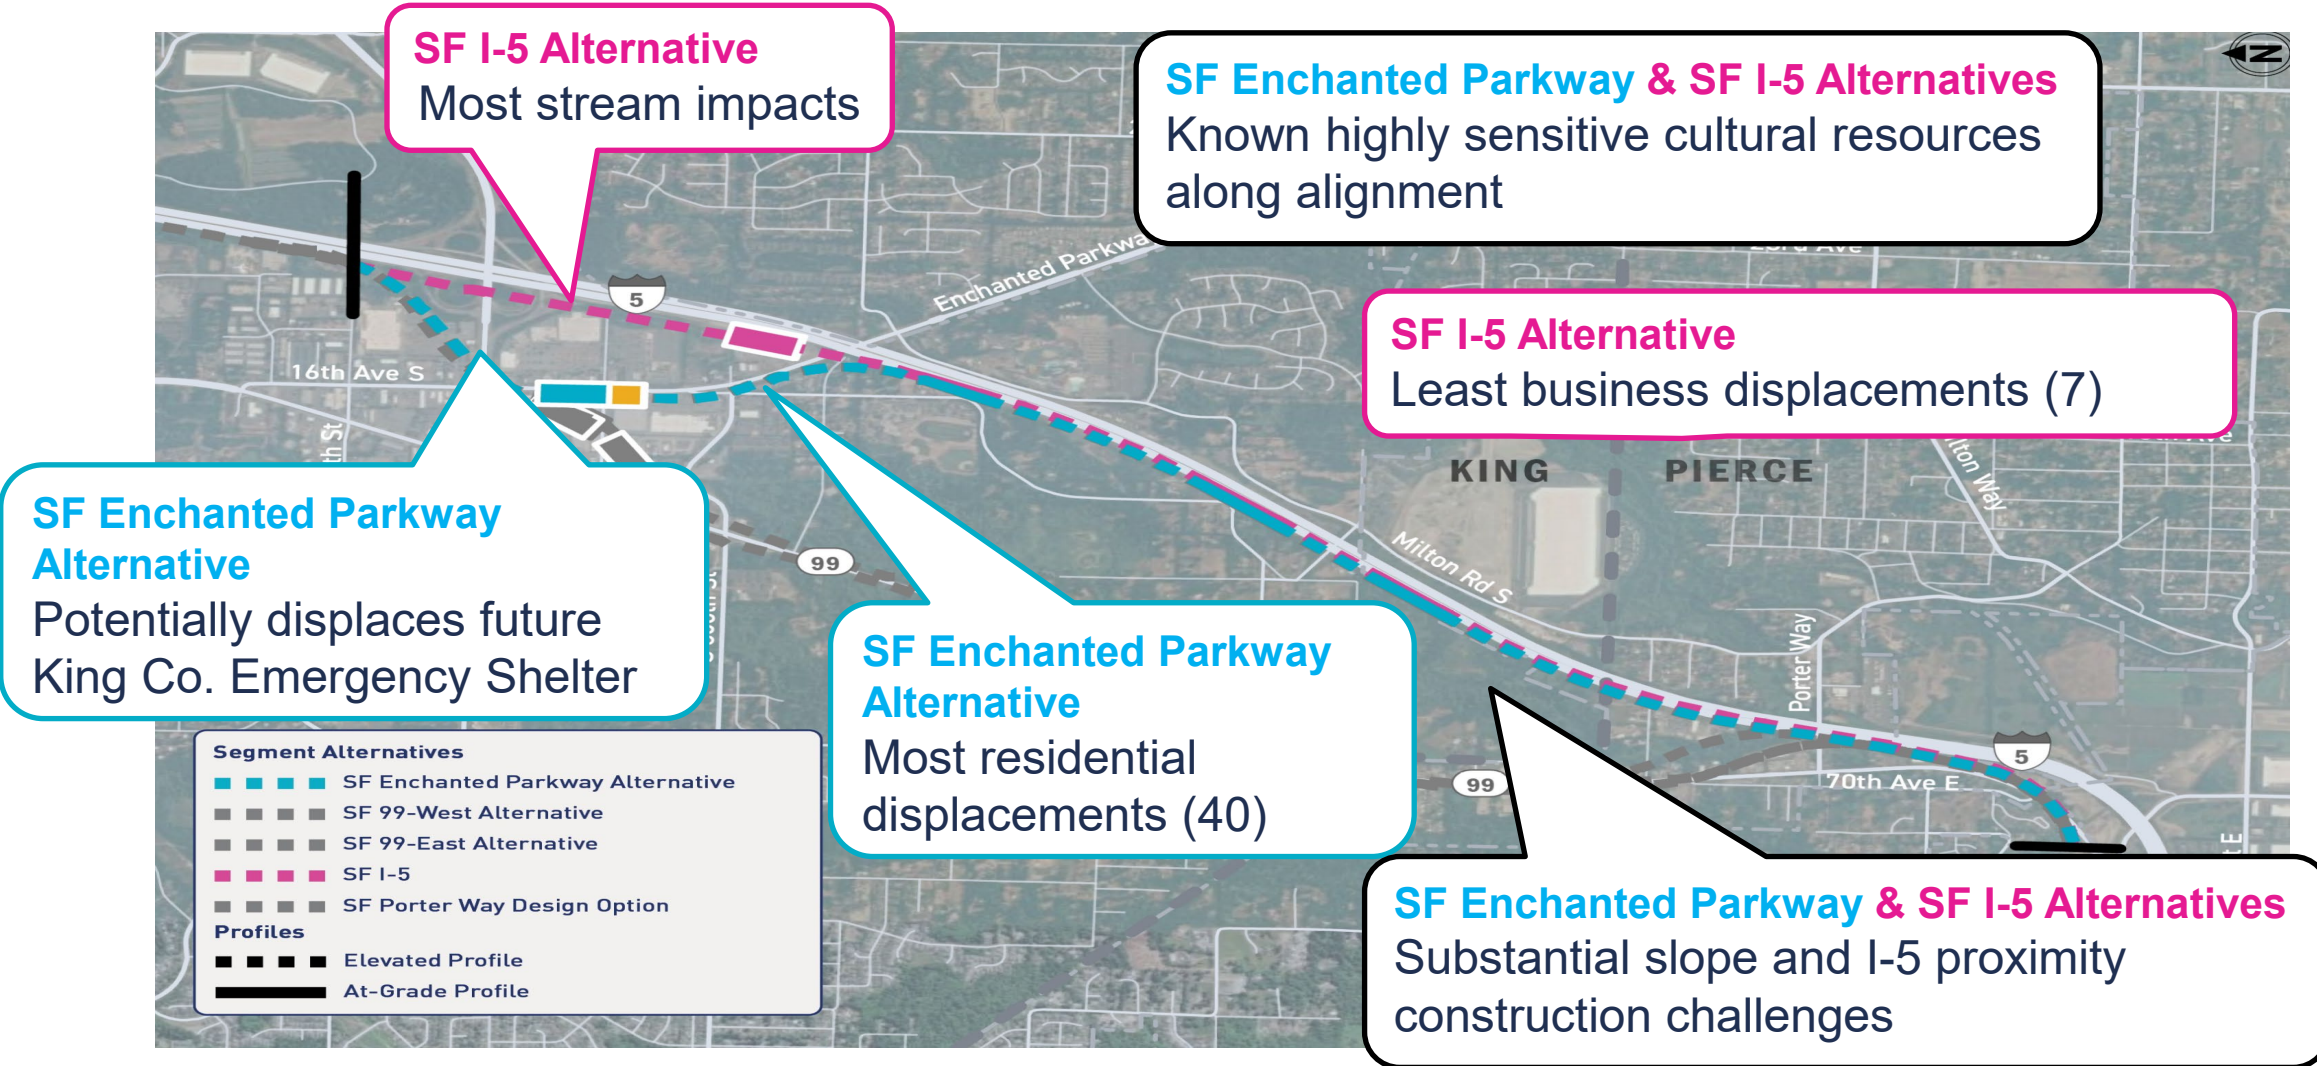 SF I-5 Alternative
Most stream impacts
SF Enchanted Parkway & SF I-5 Alternatives
Known highly sensitive cultural resources
along alignment
N
Enchanted Parkwa
23rd Ave
5
SF I-5 Alternative
Least business displacements (7)
16th Ave S
KING
PIERCE
SF Enchanted Parkway
Alternative
Potentially displaces future
King Co. Emergency Shelter
99
Milton Rd S
SF Enchanted Parkway
Alternative
Most residential
displacements (40)
Porter Way
5
99
70th Ave E
Segment Alternatives
SF Enchanted Parkway Alternative
SF 99-West Alternative
SF 99-East Alternative
SF I-5
SF Porter Way Design Option
Profiles
Elevated Profile
At-Grade Profile
SF Enchanted Parkway & SF I-5 Alternatives
Substantial slope and I-5 proximity
construction challenges